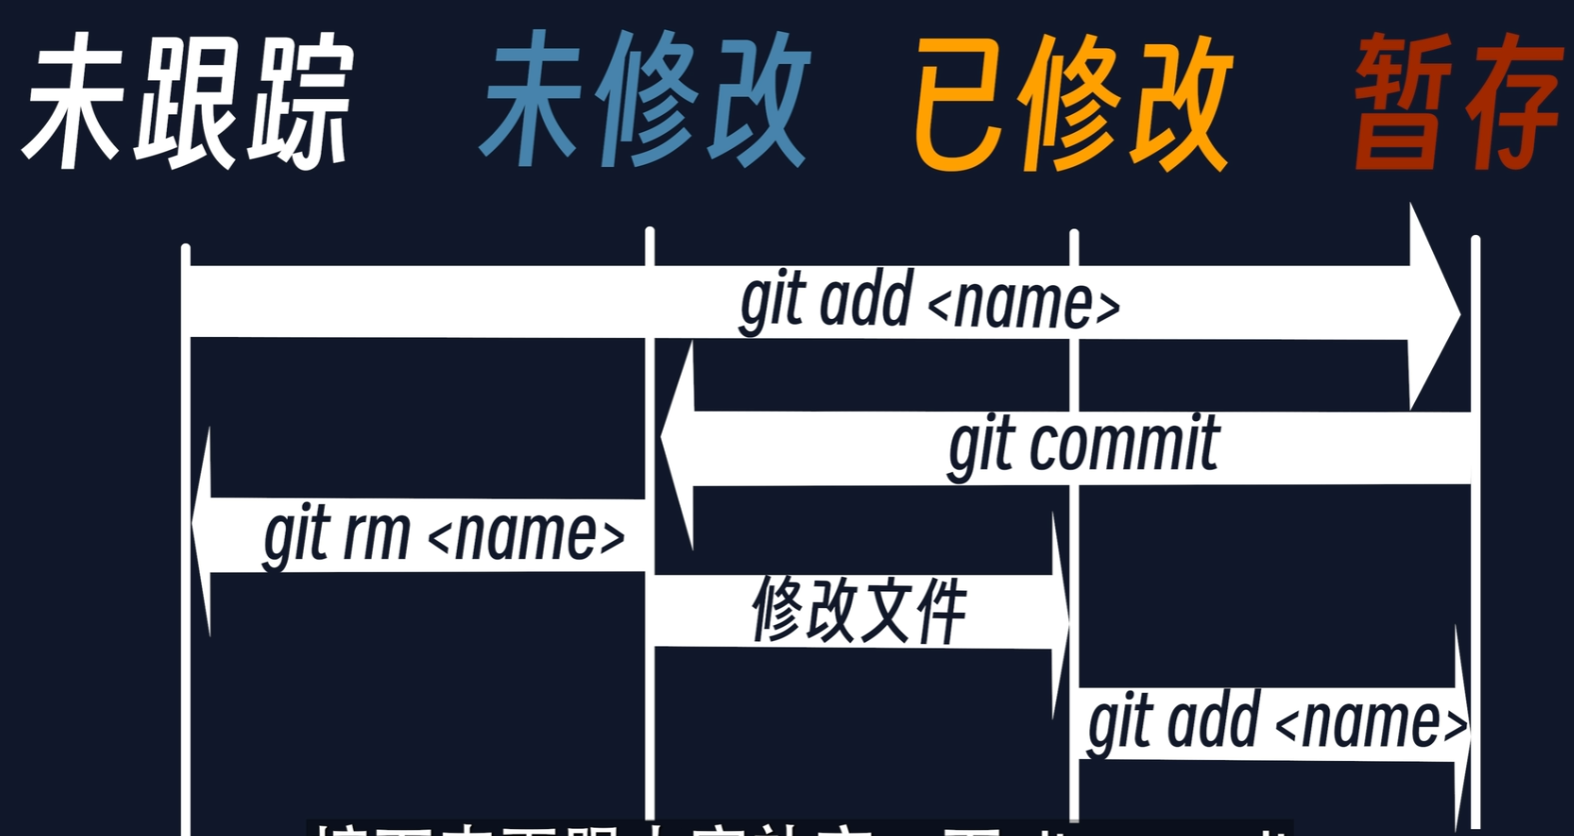 未跟踪 未修改 已修改 暂存
git add <name>
git commit
git rm <name>
修改文件
git add <name>